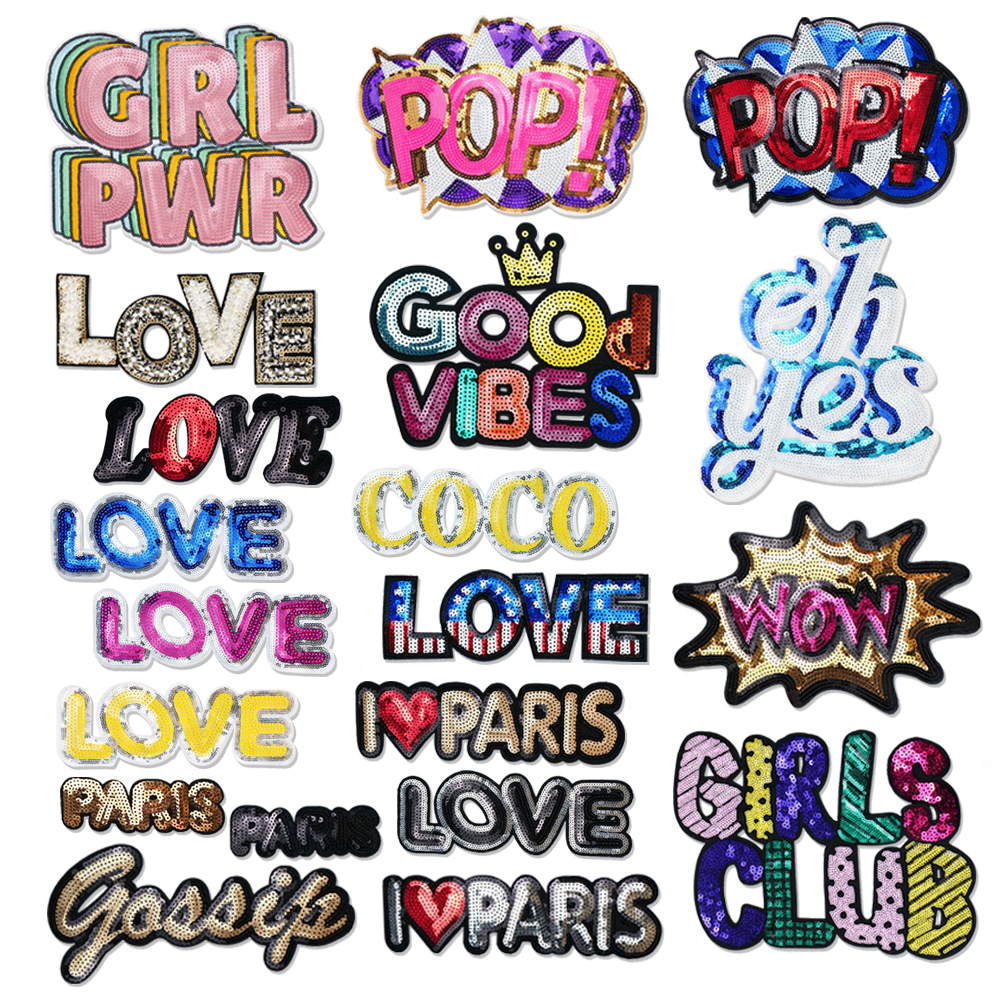 GRL
PWR
LOVE
LOVE
LOVE
LOVE
LOVE
PARIS
PARIS
Gossip
POP!
GOOd
VIBES
COCO
LOVE
I♥PARIS
LOVE
I♥PARIS
POP!
oh
yes
WOW
GIRLS
CLUB